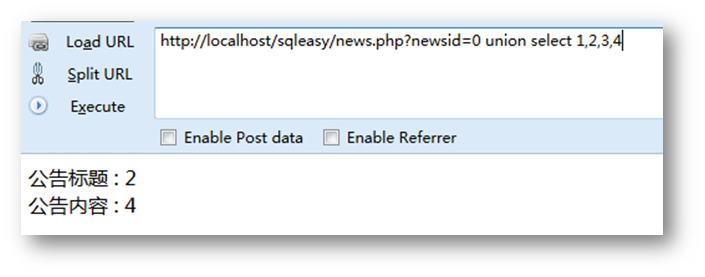 Load URL
http://localhost/sqleasy/news.php?newsid=0 union select 1,2,3,4
Split URL
Execute
Enable Post data Enable Referrer
公告标题 : 2
公告内容 : 4